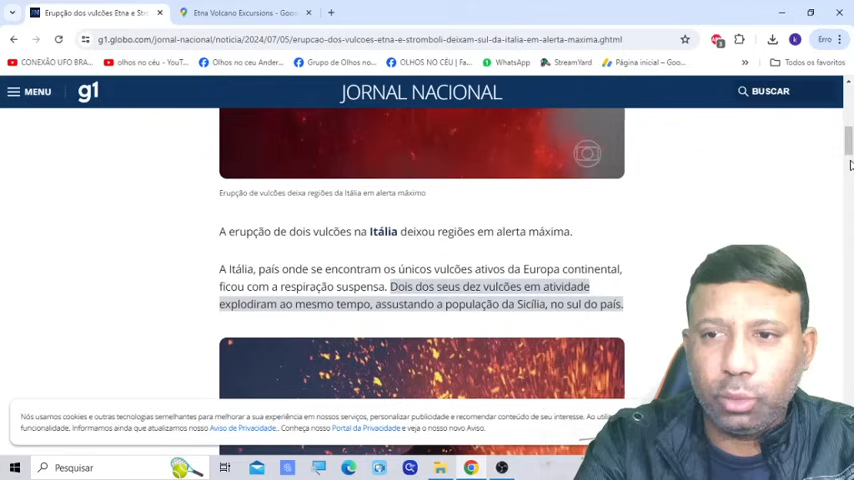 Erupção dos vulcões Etna e Str
Etna Volcano Excursions - Goo
g1.globo.com/jornal-nacional/noticia/2024/07/05/erupcao-dos-vulcoes-etna-e-stromboli-deixam-sul-da-italia-em-alerta-maxima.ghtml
Erro
CONEXÃO UFO BRA...
olhos no céu - YouT...
Olhos no ceu Ander...
Grupo de Olhos no...
OLHOS NO CÉU | Fa...
WhatsApp
StreamYard
Página inicial – Goo...
Todos os favoritos
MENU
g1
JORNAL NACIONAL
BUSCAR
Erupção de vulcões deixa regiões da Itália em alerta máximo
A erupção de dois vulcões na Itália deixou regiões em alerta máxima.
A Itália, país onde se encontram os únicos vulcões ativos da Europa continental,
ficou com a respiração suspensa. Dois dos seus dez vulcões em atividade
explodiram ao mesmo tempo, assustando a população da Sicília, no sul do país.
Nós usamos cookies e outras tecnologias semelhantes para melhorar a sua experiência em nossos serviços, personalizar publicidade e recomendar conteúdo de seu interesse. Ao utiliz
funcionalidade. Informamos ainda que atualizamos nosso Aviso de Privacidade. Conheça nosso Portal da Privacidade e veja o nosso novo Aviso.
Pesquisar